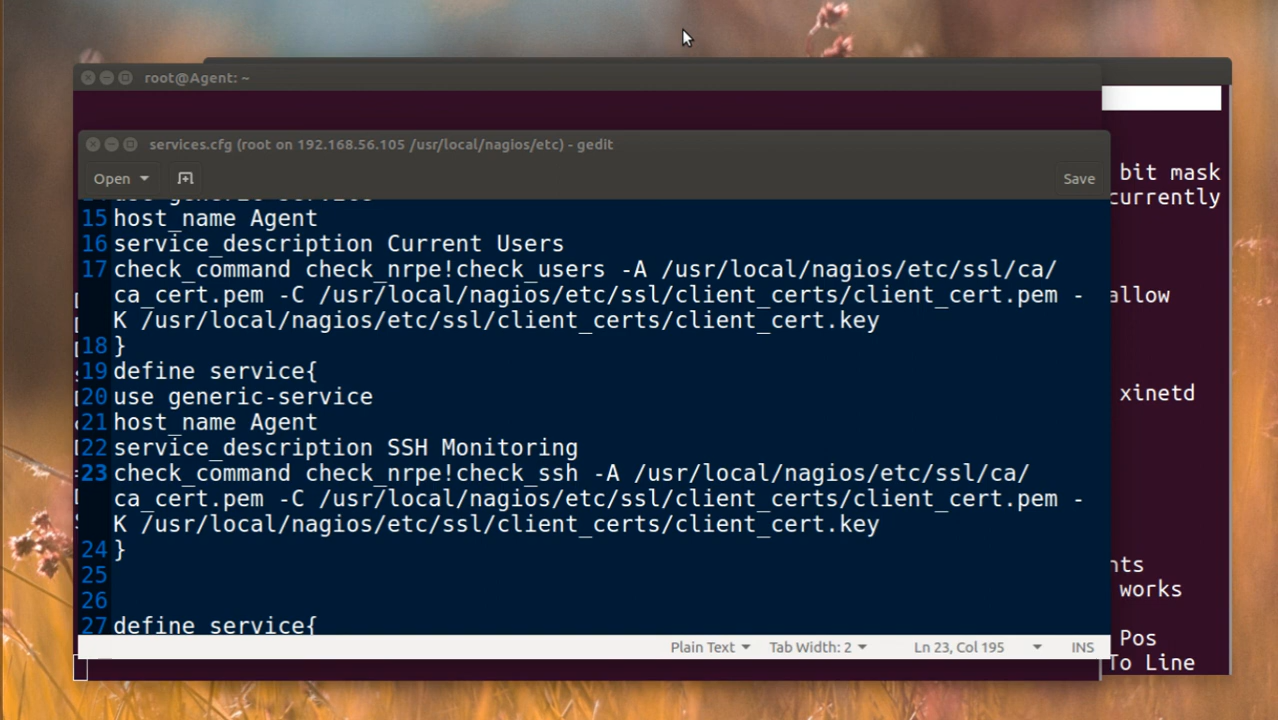 root@Agent: ~
services.cfg (root on 192.168.56.105 /usr/local/nagios/etc) - gedit
Open
Save
bit mask
currently
15 host_name Agent
16 service_description Current Users
17 check_command check_nrpe!check_users -A /usr/local/nagios/etc/ssl/ca/
ca_cert.pem -C /usr/local/nagios/etc/ssl/client_certs/client_cert.pem -
allow
K /usr/local/nagios/etc/ssl/client_certs/client_cert.key
18 }
19 define service{
20 use generic-service
xinetd
21 host_name Agent
22 service_description SSH Monitoring
23 check_command check_nrpe!check_ssh -A /usr/local/nagios/etc/ssl/ca/
ca_cert.pem -C /usr/local/nagios/etc/ssl/client_certs/client_cert.pem -
K /usr/local/nagios/etc/ssl/client_certs/client_cert.key
24 }
25
nts
works
26
27 define service{
Plain Text Tab Width: 2 Ln 23, Col 195 INS
Pos
To Line